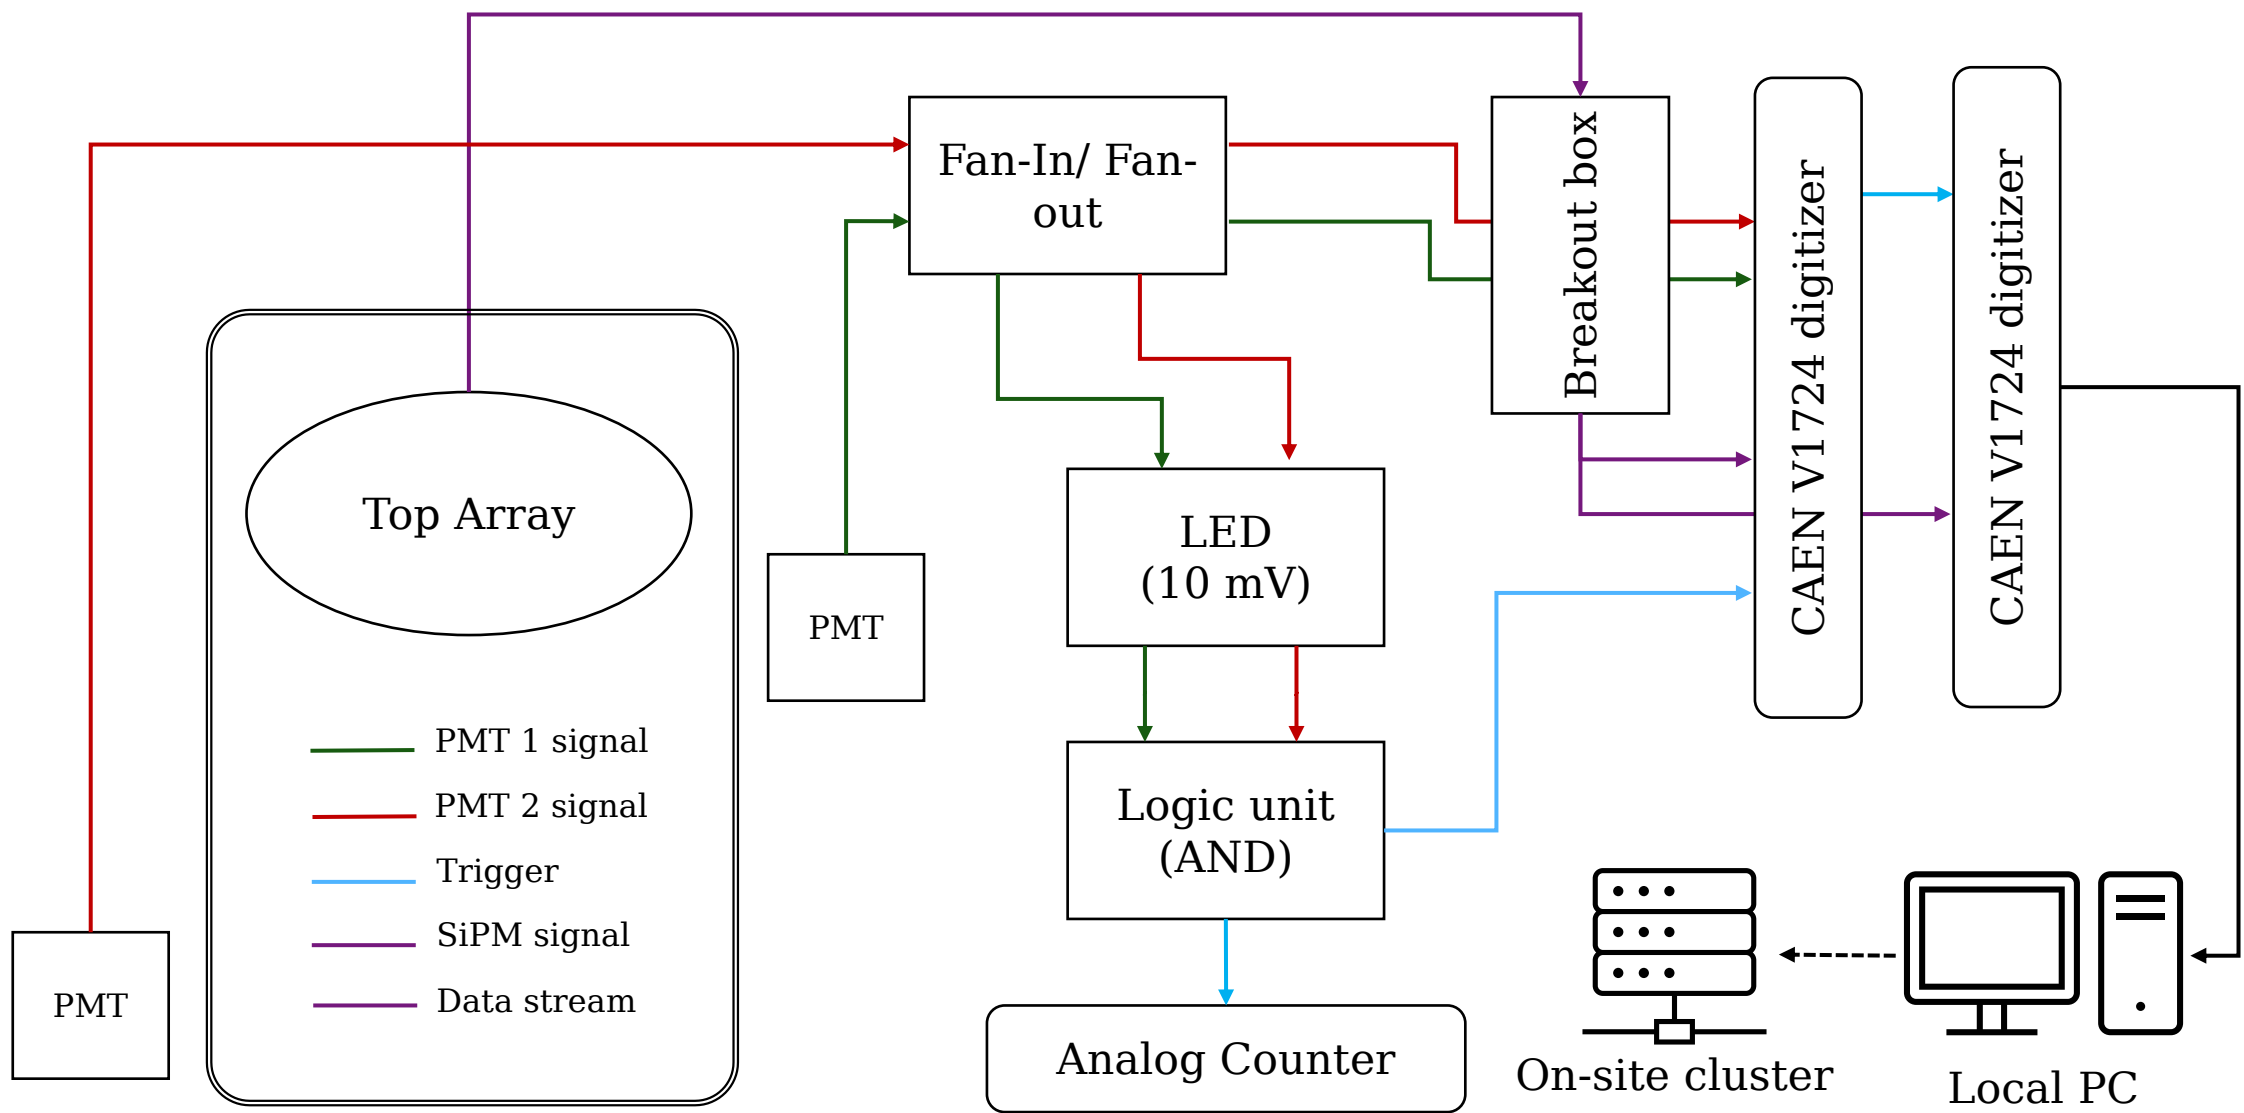 Fan-In/ Fan-
out
Breakout box
CAEN V1724 digitizer
CAEN V1724 digitizer
Top Array
LED
(10 mV)
PMT
PMT 1 signal
PMT 2 signal
Trigger
SiPM signal
Data stream
Logic unit
(AND)
PMT
Analog Counter
On-site cluster
Local PC